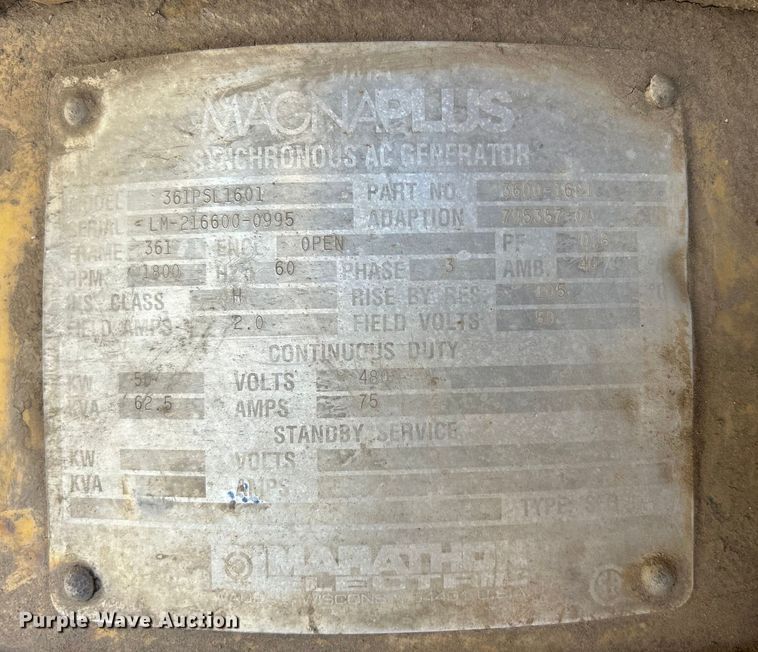 MAGNAPLUS
SYNCHRONOUS AC GENERATOR
MODEL 361PSL1601 PART NO. 3600-1601
SERIAL LM-216600-0995 ADAPTION
FRAME 361 ENCL OPEN PF
RPM 1800 HZ 60 PHASE 3 AMB.
INS. CLASS H RISE BY RES.
FIELD AMPS 2.0 FIELD VOLTS
CONTINUOUS DUTY
KW 50 VOLTS 480
KVA 62.5 AMPS 75
STANDBY SERVICE
KW VOLTS
KVA AMPS
TYPE:
MARATHON
ELECTRIC
Purple Wave Auction